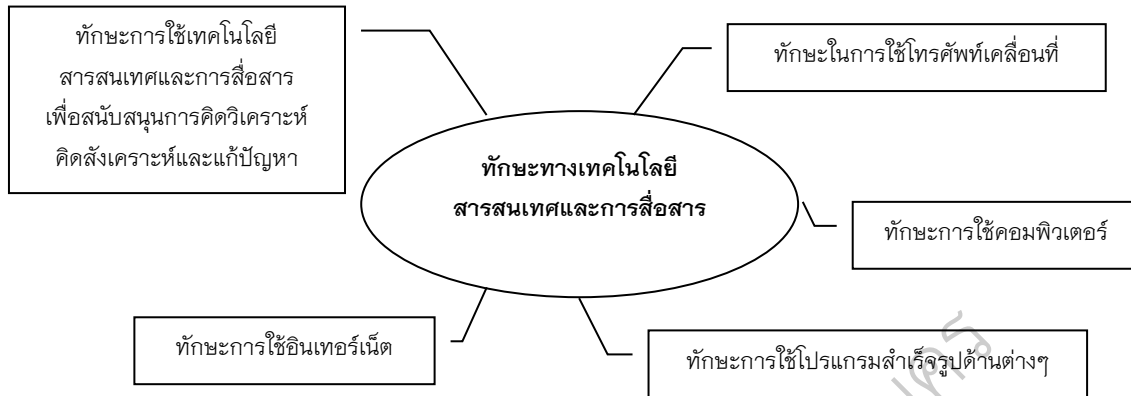 ทักษะการใช้เทคโนโลยี
สารสนเทศและการสื่อสาร
เพื่อสนับสนุนการคิดวิเคราะห์
คิดสังเคราะห์และแก้ปัญหา
ทักษะในการใช้โทรศัพท์เคลื่อนที่
ทักษะทางเทคโนโลยี
สารสนเทศและการสื่อสาร
ทักษะการใช้คอมพิวเตอร์
ทักษะการใช้อินเทอร์เน็ต
ทักษะการใช้โปรแกรมสำเร็จรูปด้านต่างๆ